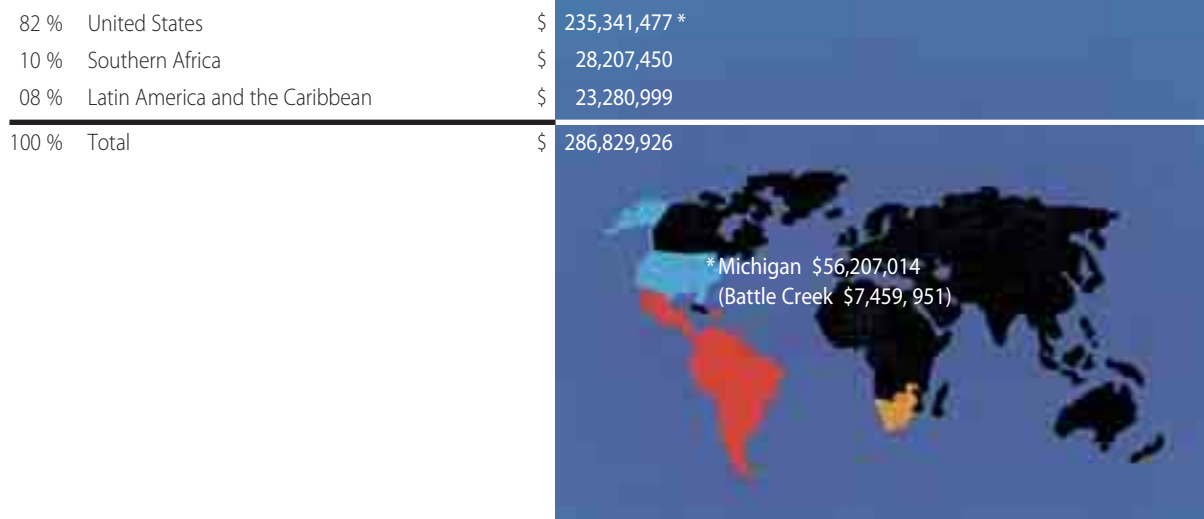 82 % United States $ 235,341,477 *
10 % Southern Africa $ 28,207,450
08 % Latin America and the Caribbean $ 23,280,999
100 % Total $ 286,829,926
* Michigan $56,207,014
(Battle Creek $7,459, 951)